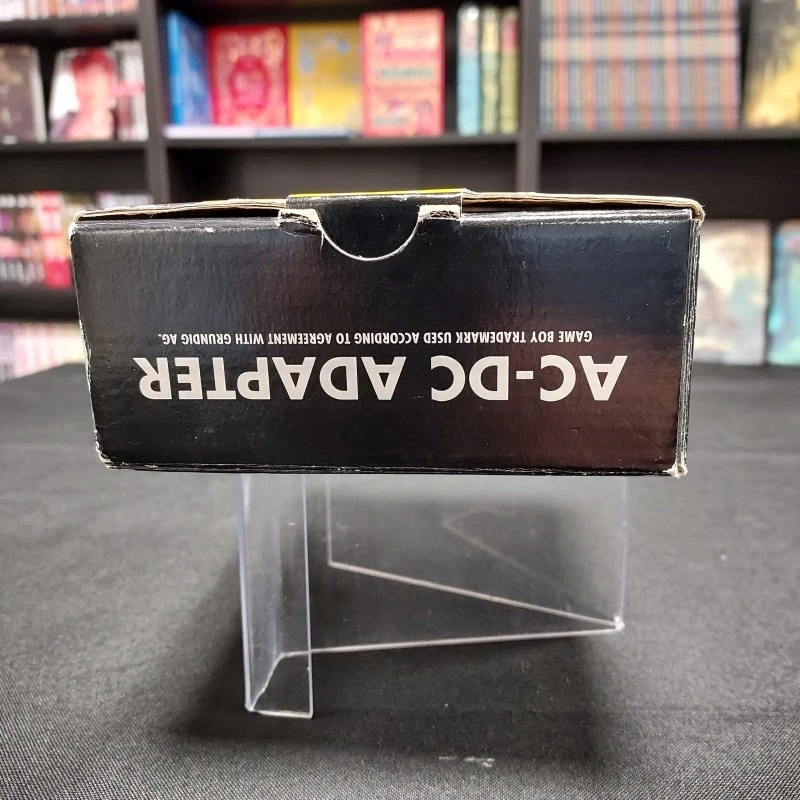 AC-DC ADAPTER
GAME BOY TRADEMARK USED ACCORDING TO AGREEMENT WITH GRUNDIG AG.